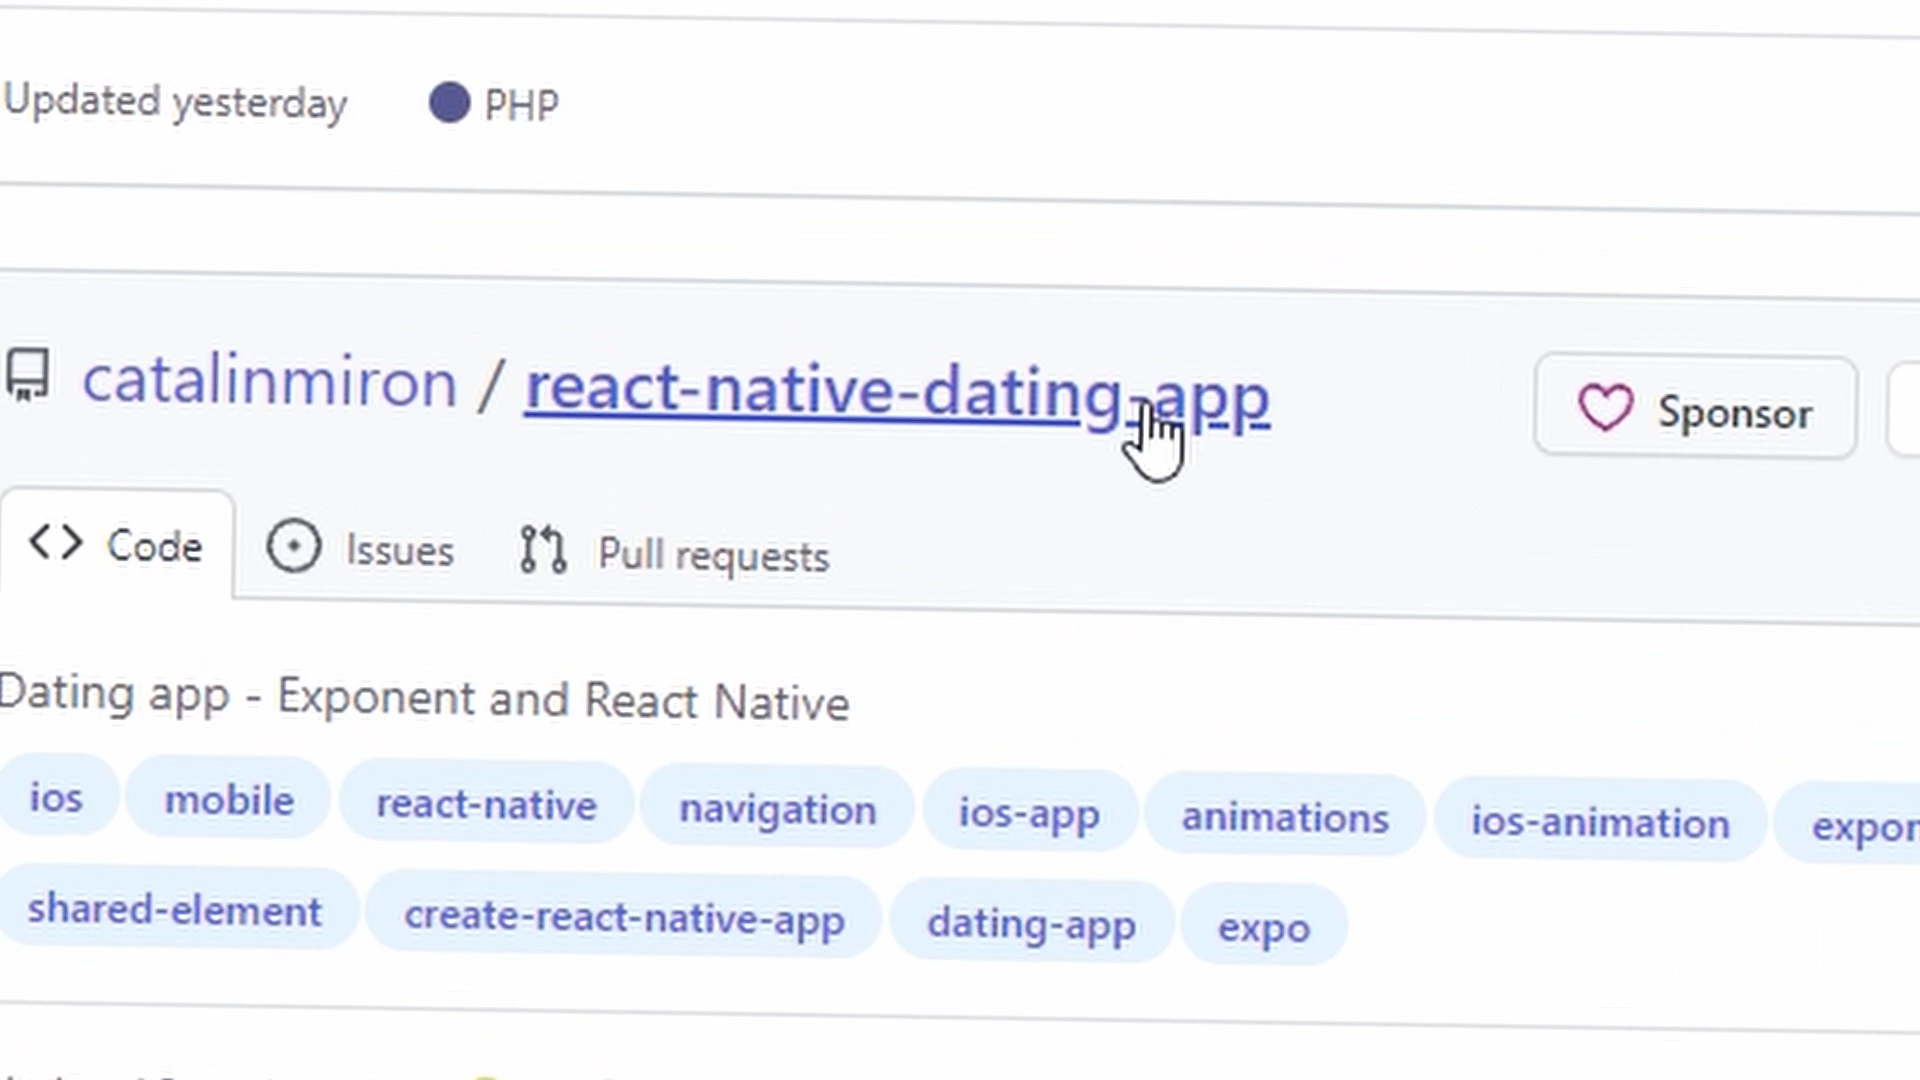 Updated yesterday PHP
catalinmiron / react-native-dating-app Sponsor
Code Issues Pull requests
Dating app - Exponent and React Native
ios mobile react-native navigation ios-app animations ios-animation
shared-element create-react-native-app dating-app expo